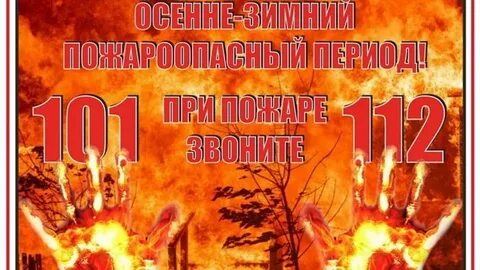 ОСЕННЕ-ЗИМНИЙ
ПОЖАРООПАСНЫЙ ПЕРИОД!
101 ПРИ ПОЖАРЕ 112
ЗВОНИТЕ